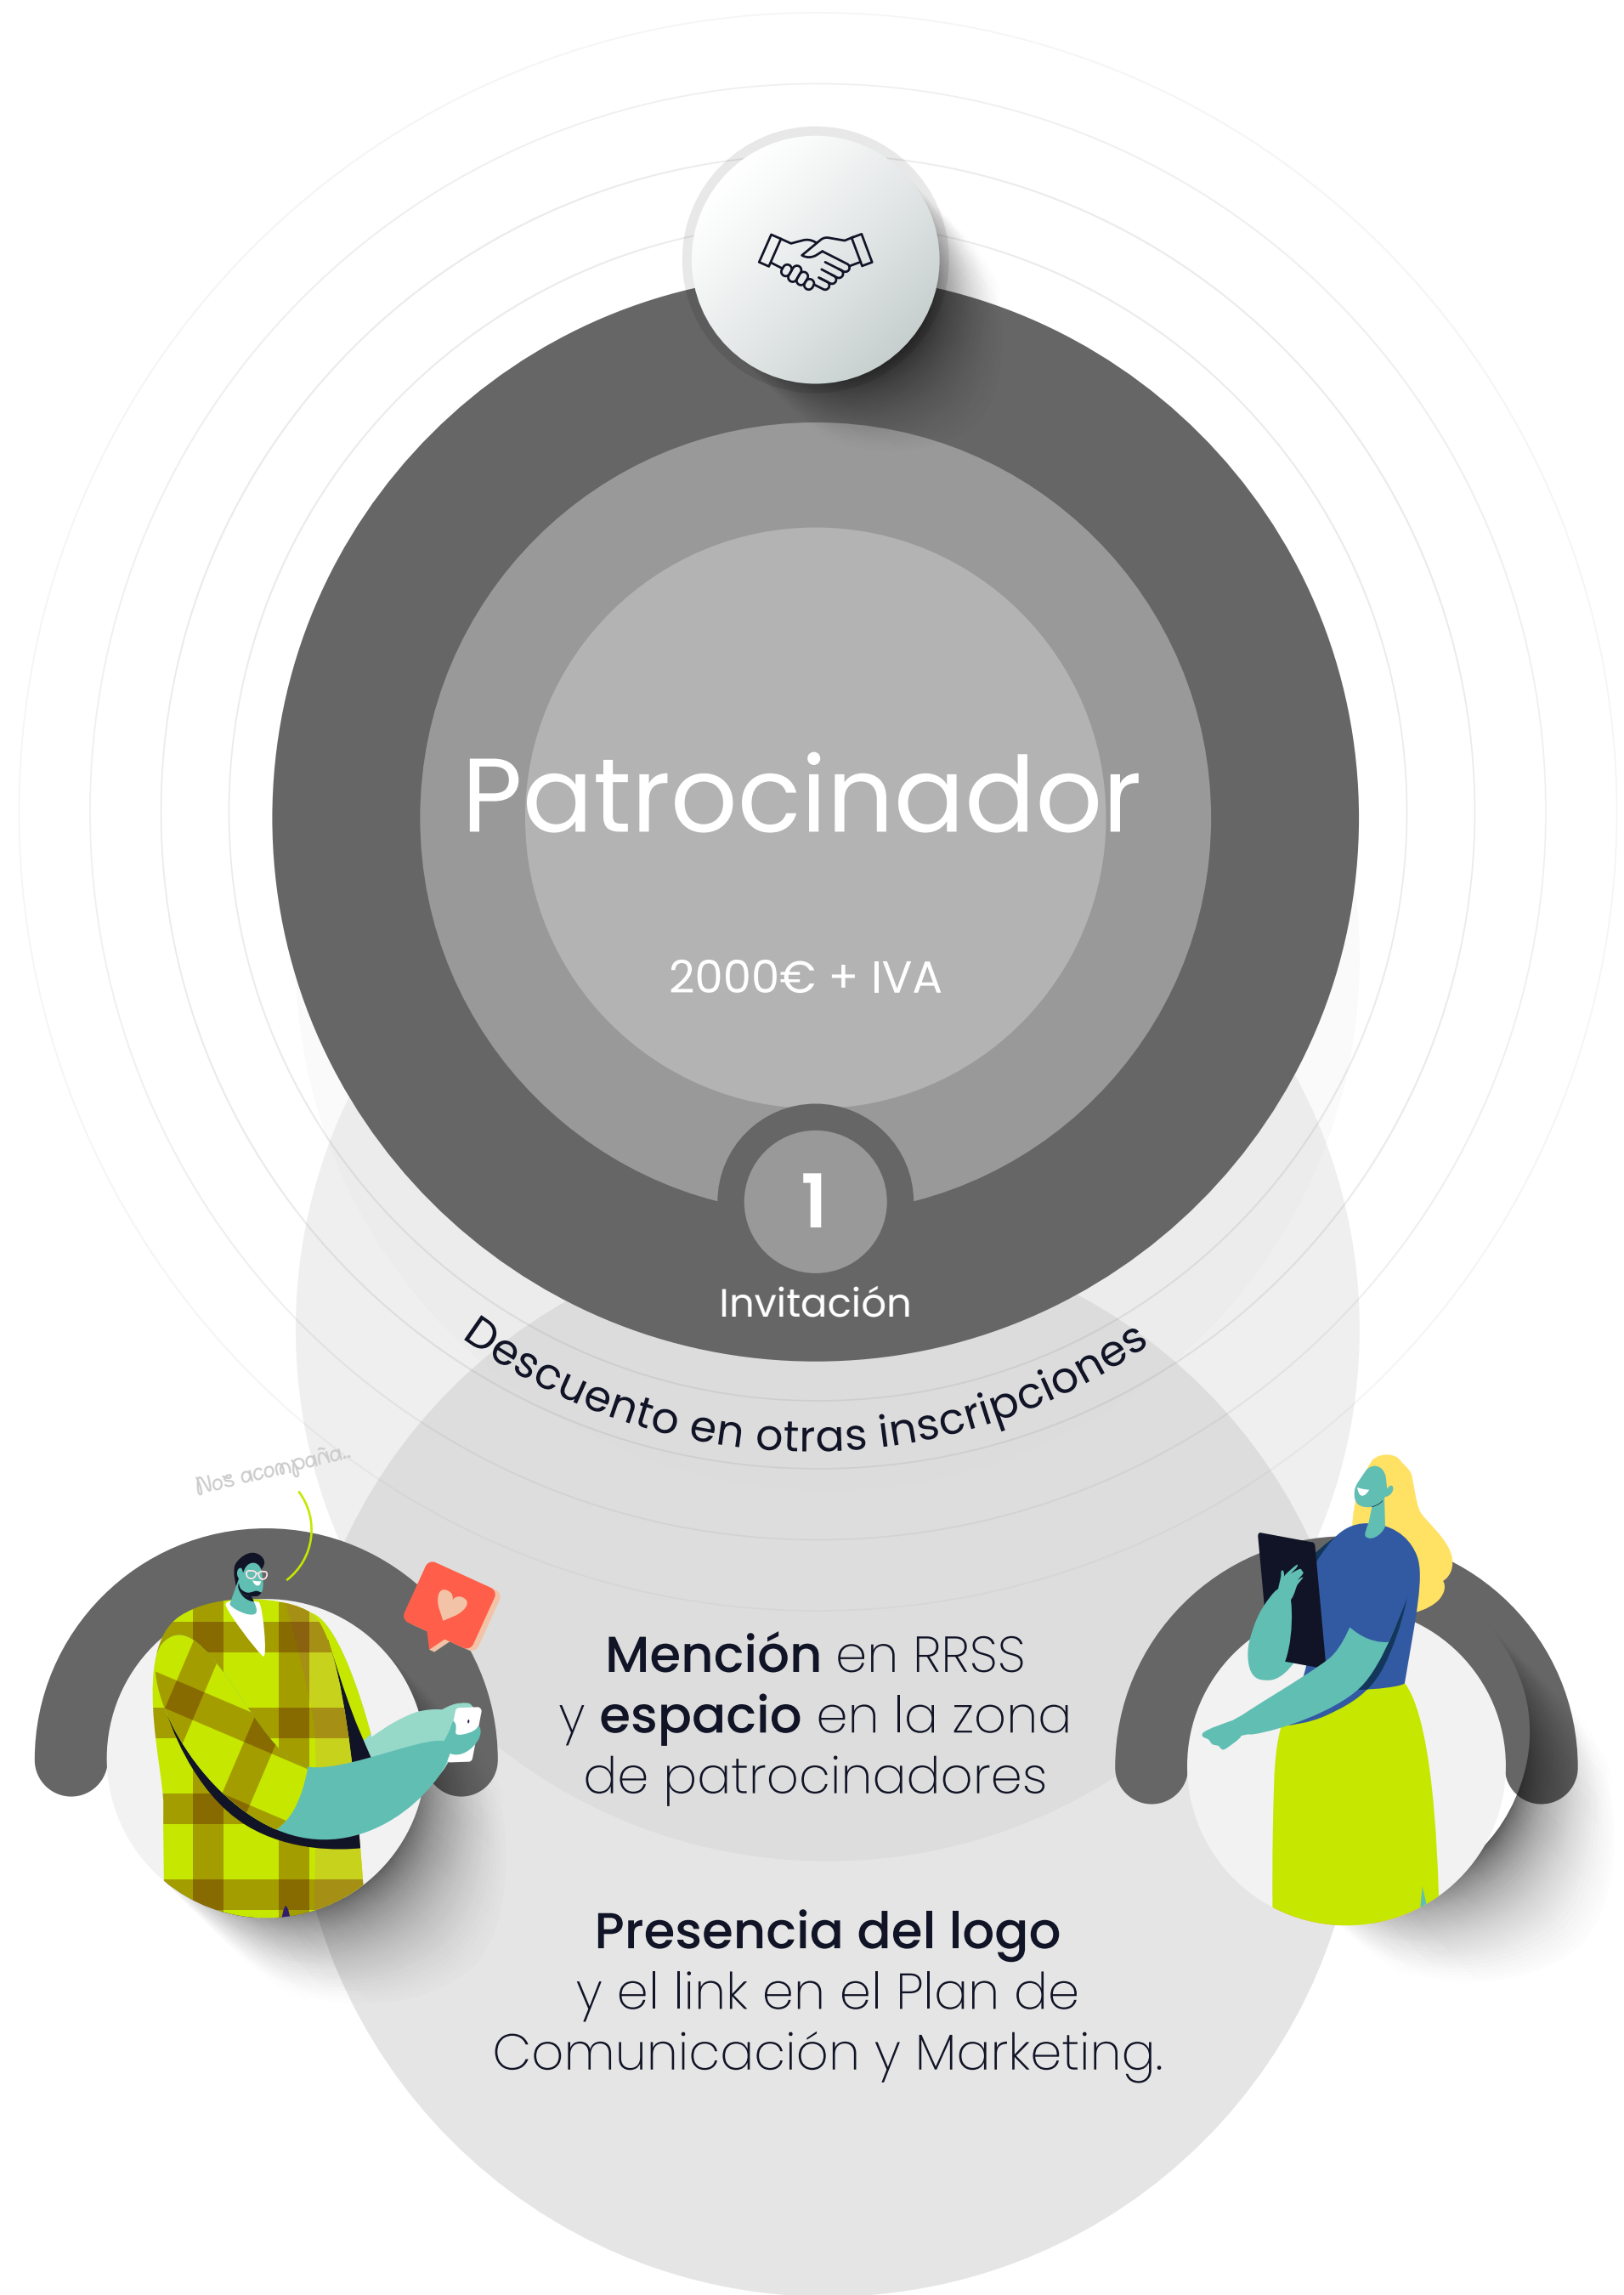 Patrocinador
2000€ + IVA
1
Invitación
Descuento en otras inscripciones
Nos acompaña..
Mención en RRSS
y espacio en la zona
de patrocinadores
Presencia del logo
y el link en el Plan de
Comunicación y Marketing.